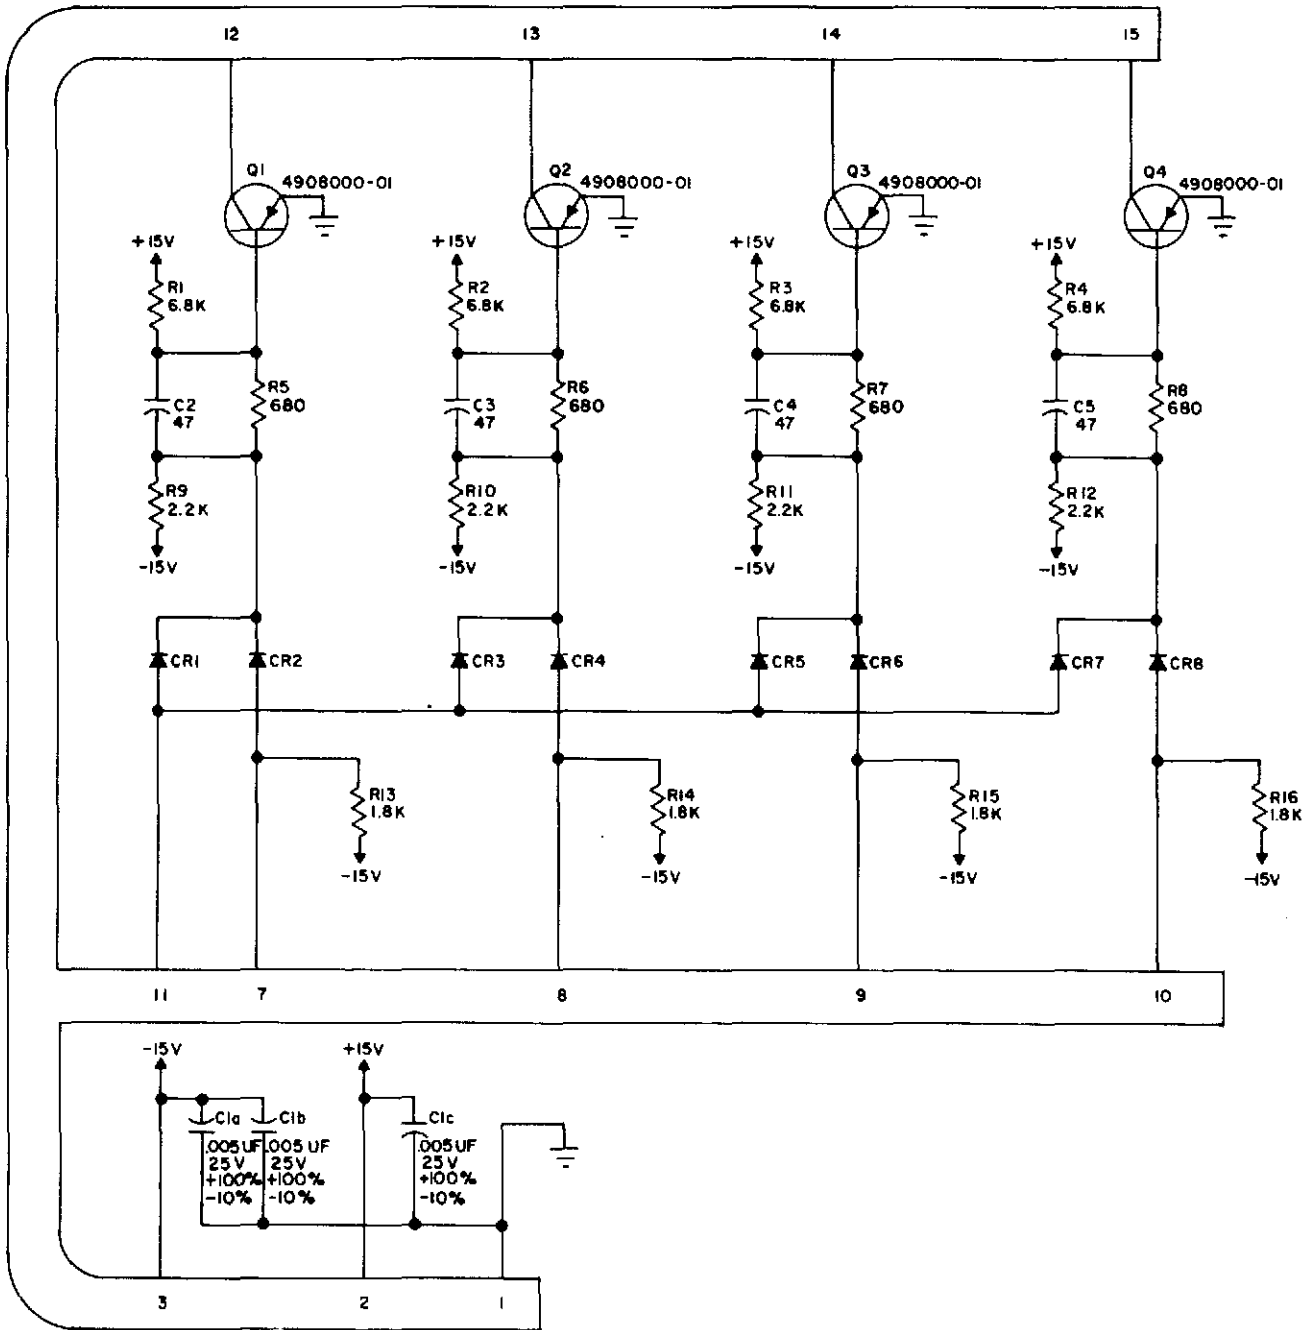 12 13 14 15
Q1 Q2 Q3 Q4
4908000-01 4908000-01 4908000-01 4908000-01
+15V +15V +15V +15V
R1 R2 R3 R4
6.8K 6.8K 6.8K 6.8K
R5 R6 R7 R8
680 680 680 680
C2 C3 C4 C5
47 47 47 47
R9 R10 R11 R12
2.2K 2.2K 2.2K 2.2K
-15V -15V -15V -15V
CR1 CR2 CR3 CR4 CR5 CR6 CR7 CR8
R13 R14 R15 R16
1.8K 1.8K 1.8K 1.8K
-15V -15V -15V -15V
11 7 8 9 10
-15V +15V
C1a C1b C1c
.005UF .005UF .005UF
25V 25V 25V
+100% +100% +100%
-10% -10% -10%
3 2 1